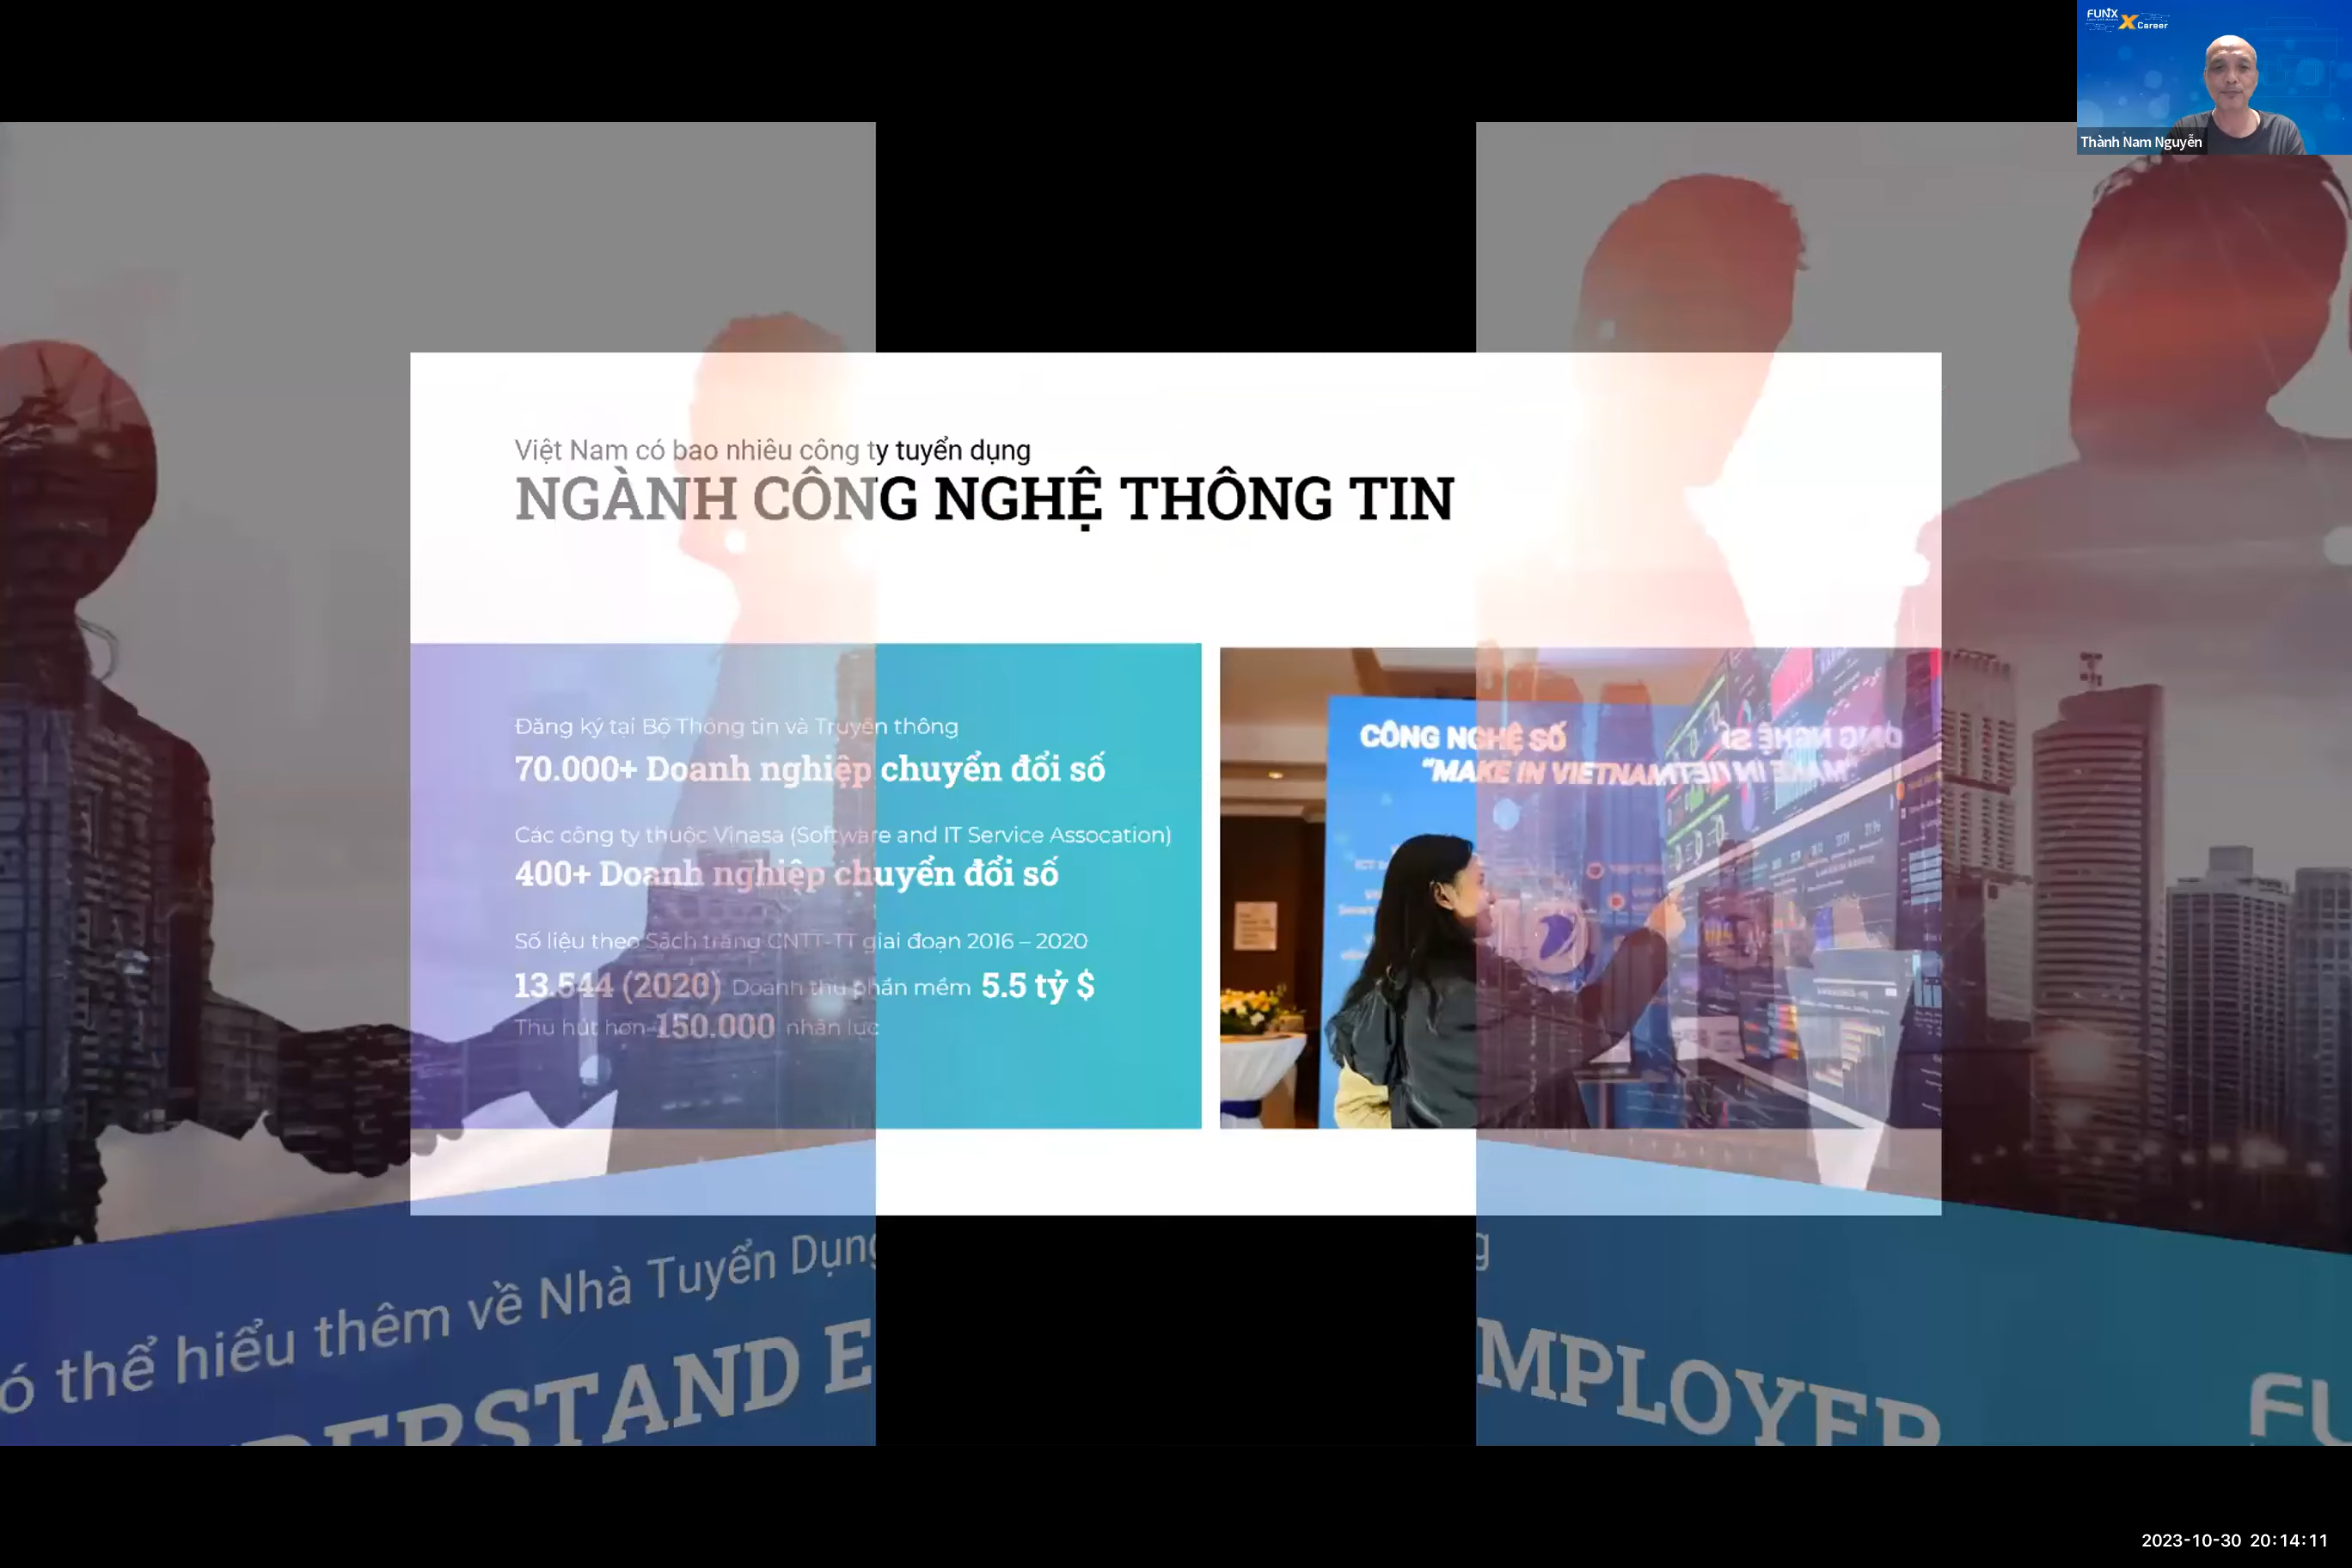 FUNiX
X Career
Thành Nam Nguyễn
Việt Nam có bao nhiêu công ty tuyển dụng
NGÀNH CÔNG NGHỆ THÔNG TIN
Đăng ký tại Bộ Thông tin và Truyền thông
70.000+ Doanh nghiệp chuyển đổi số
Các công ty thuộc Vinasa (Software and IT Service Assocation)
400+ Doanh nghiệp chuyển đổi số
Số liệu theo Sách trắng CNTT-TT giai đoạn 2016 – 2020
13.544 (2020) Doanh thu phần mềm 5.5 tỷ $
Thu hút hơn 150.000 nhân lực
CÔNG NGHỆ SỐ
“MAKE IN VIETNAM
ó thể hiểu thêm về Nhà Tuyển Dụng
DERSTAND EMPLOYER
FU
2023-10-30 20:14:11